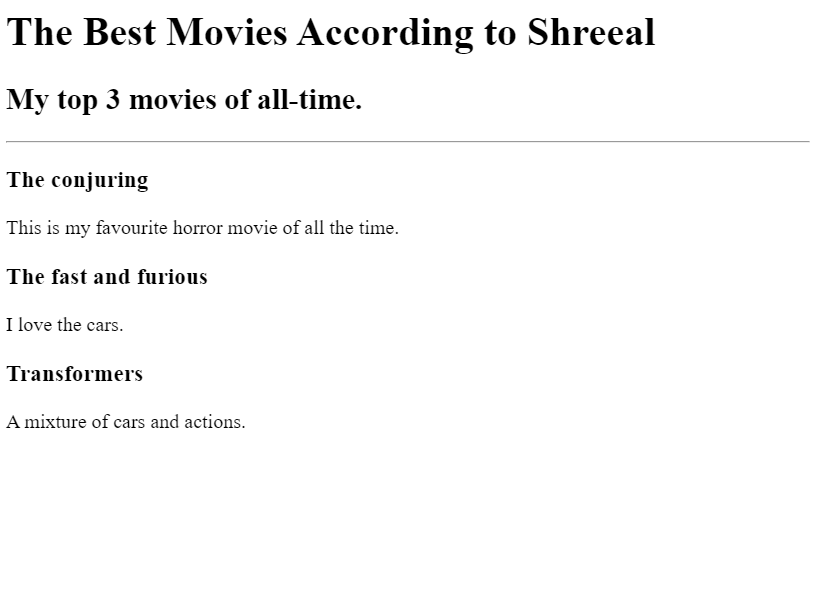 The Best Movies According to Shreeal
My top 3 movies of all-time.
The conjuring
This is my favourite horror movie of all the time.
The fast and furious
I love the cars.
Transformers
A mixture of cars and actions.